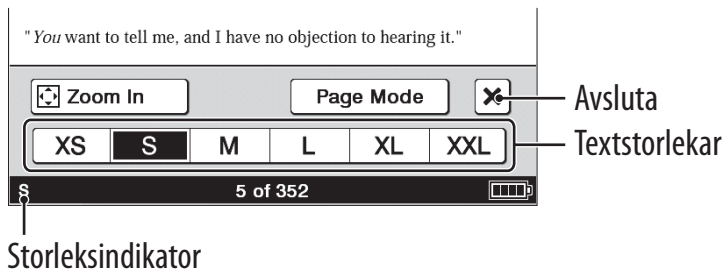 "You want to tell me, and I have no objection to hearing it."
Zoom In Page Mode Avsluta
XS S M L XL XXL Textstorlekar
S 5 of 352
Storleksindikator